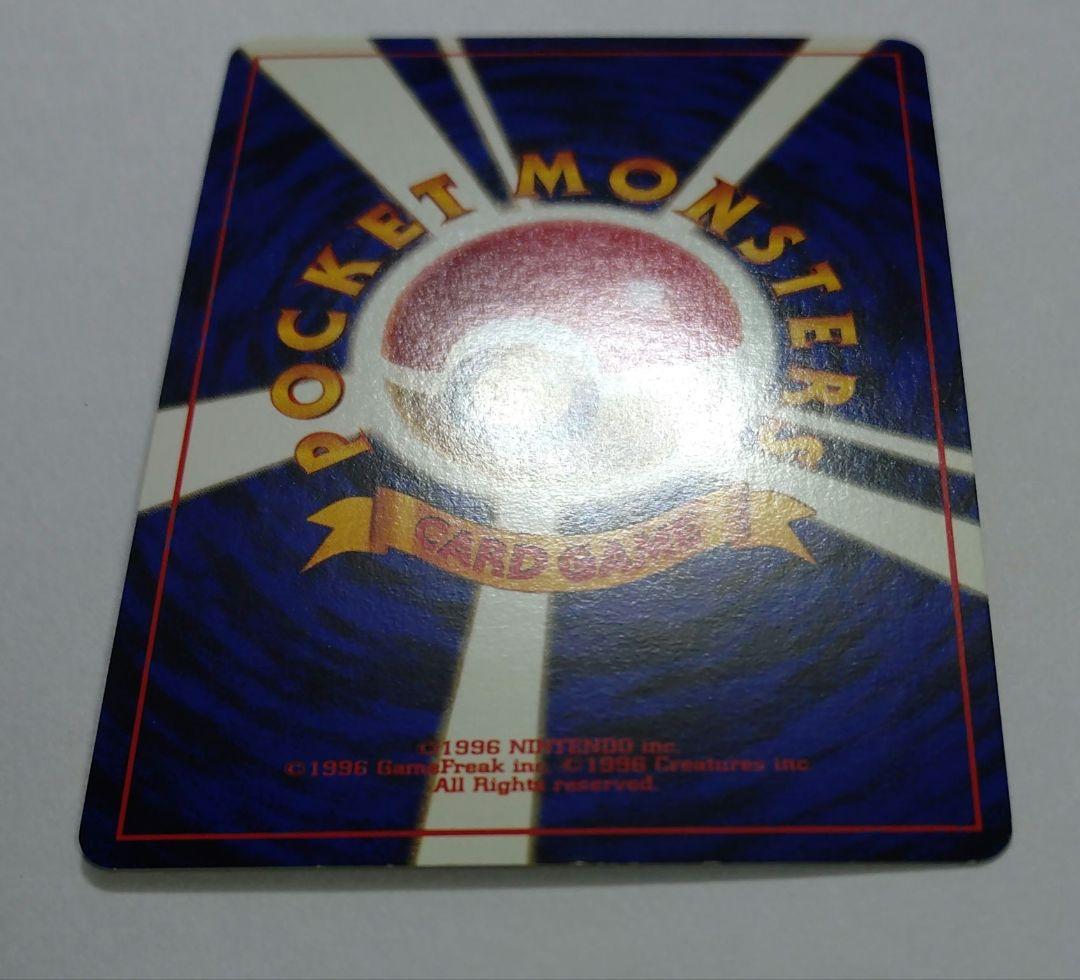 POCKET MONSTERS
CARD GAME
©1996 NINTENDO inc.
©1996 GameFreak inc. ©1996 Creatures inc.
All Rights reserved.